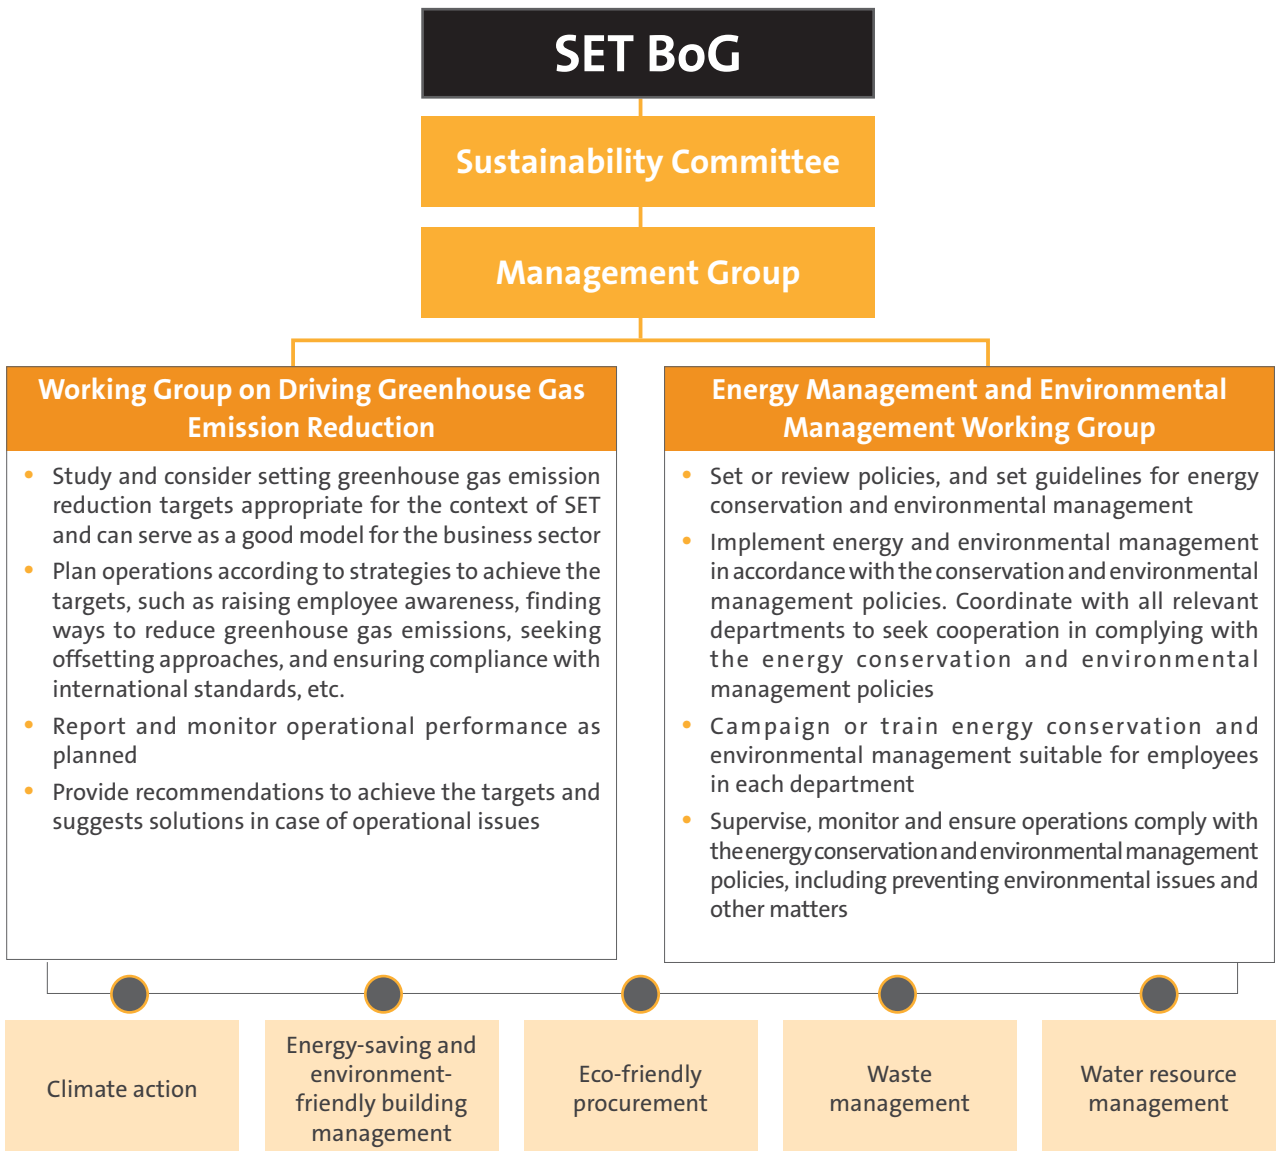 SET BoG
Sustainability Committee
Management Group
Working Group on Driving Greenhouse Gas
Emission Reduction
• Study and consider setting greenhouse gas emission
reduction targets appropriate for the context of SET
and can serve as a good model for the business sector
• Plan operations according to strategies to achieve the
targets, such as raising employee awareness, finding
ways to reduce greenhouse gas emissions, seeking
offsetting approaches, and ensuring compliance with
international standards, etc.
• Report and monitor operational performance as
planned
• Provide recommendations to achieve the targets and
suggests solutions in case of operational issues
Energy Management and Environmental
Management Working Group
• Set or review policies, and set guidelines for energy
conservation and environmental management
• Implement energy and environmental management
in accordance with the conservation and environmental
management policies. Coordinate with all relevant
departments to seek cooperation in complying with
the energy conservation and environmental
management policies
• Campaign or train energy conservation and
environmental management suitable for employees
in each department
• Supervise, monitor and ensure operations comply with
the energy conservation and environmental management
policies, including preventing environmental issues and
other matters
Climate action
Energy-saving and
environment-
friendly building
management
Eco-friendly
procurement
Waste
management
Water resource
management